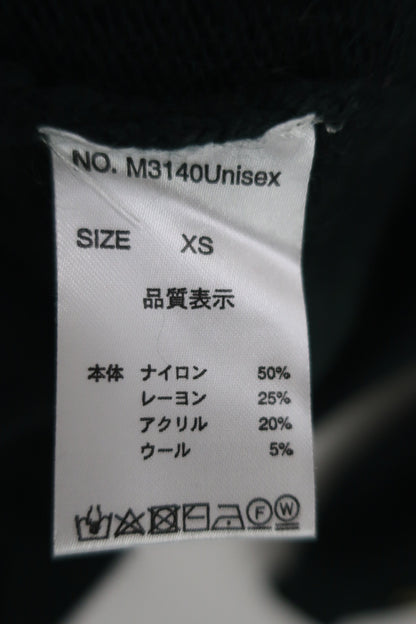 NO. M3140Unisex
SIZE XS
品質表示
本体 ナイロン 50%
レーヨン 25%
アクリル 20%
ウール 5%
F W